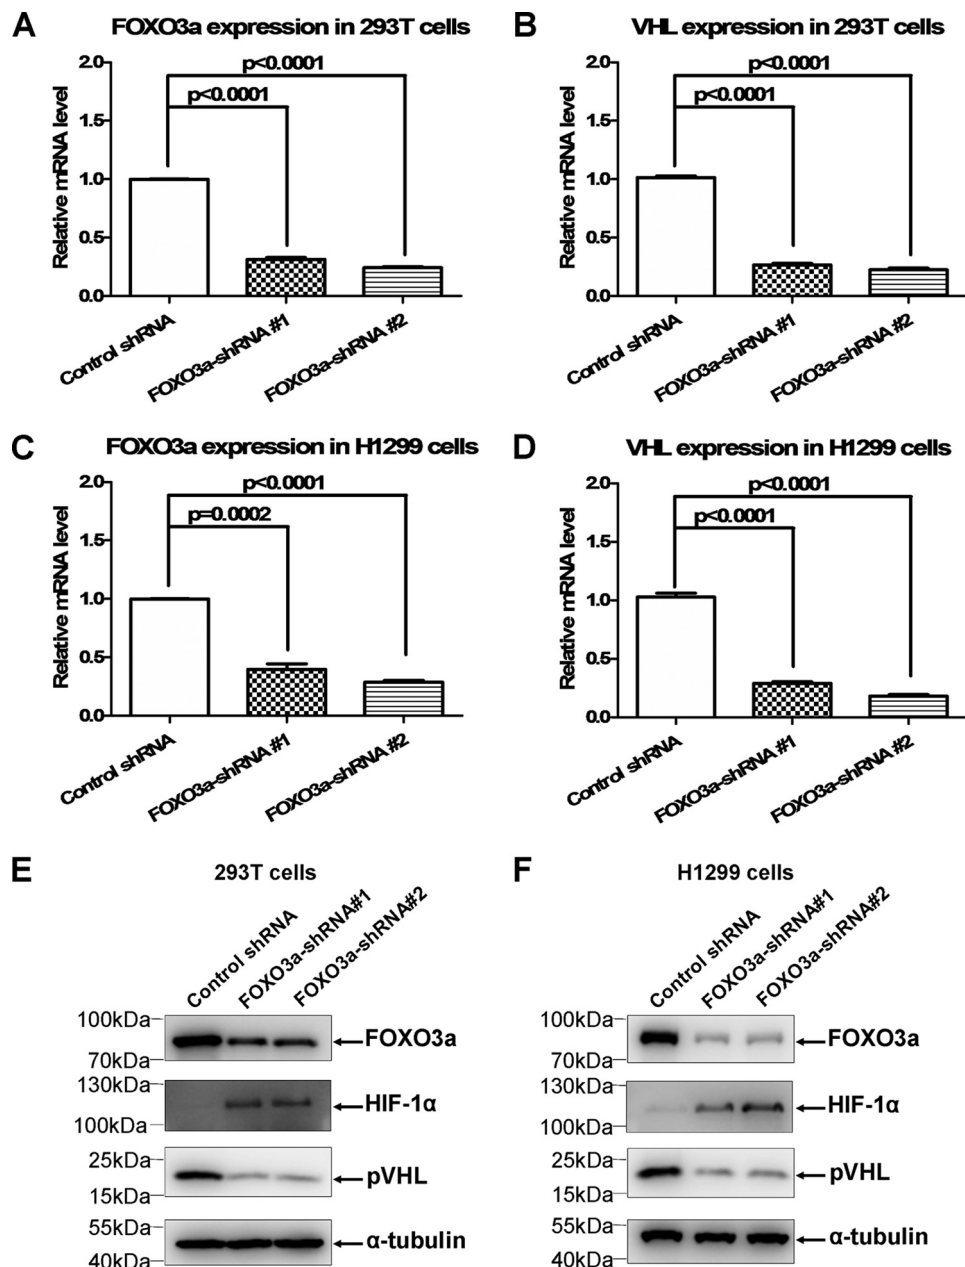 A
FOXO3a expression in 293T cells
Relative mRNA level
2.0
1.5
1.0
0.5
0.0
p<0.0001
p<0.0001
Control shRNA
FOXO3a-shRNA #1
FOXO3a-shRNA #2
B
VHL expression in 293T cells
Relative mRNA level
2.0
1.5
1.0
0.5
0.0
p<0.0001
p<0.0001
Control shRNA
FOXO3a-shRNA #1
FOXO3a-shRNA #2
C
FOXO3a expression in H1299 cells
Relative mRNA level
2.0
1.5
1.0
0.5
0.0
p<0.0001
p=0.0002
Control shRNA
FOXO3a-shRNA #1
FOXO3a-shRNA #2
D
VHL expression in H1299 cells
Relative mRNA level
2.0
1.5
1.0
0.5
0.0
p<0.0001
p<0.0001
Control shRNA
FOXO3a-shRNA #1
FOXO3a-shRNA #2
E
293T cells
Control shRNA
FOXO3a-shRNA#1
FOXO3a-shRNA#2
100kDa
70kDa
FOXO3a
130kDa
100kDa
HIF-1α
25kDa
15kDa
pVHL
55kDa
40kDa
α-tubulin
F
H1299 cells
Control shRNA
FOXO3a-shRNA#1
FOXO3a-shRNA#2
100kDa
70kDa
FOXO3a
130kDa
100kDa
HIF-1α
25kDa
15kDa
pVHL
55kDa
40kDa
α-tubulin